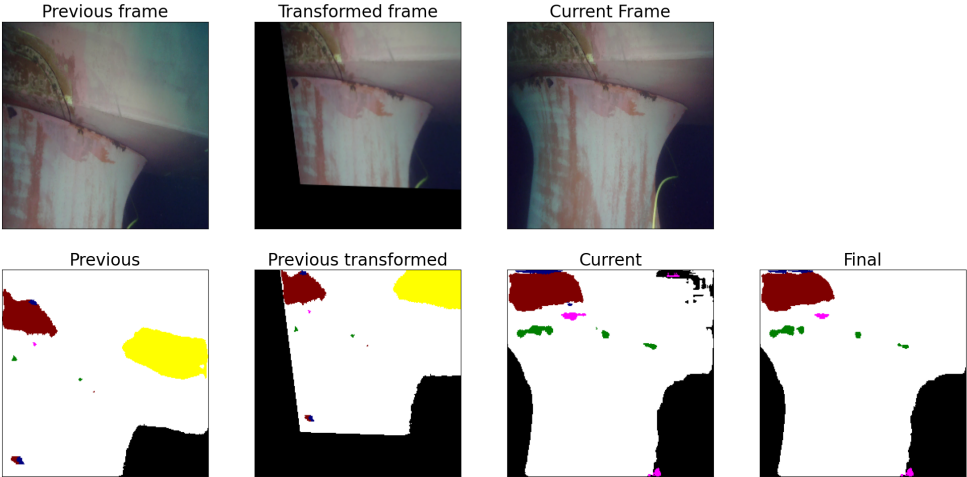 Previous frame
Transformed frame
Current Frame
Previous
Previous transformed
Current
Final